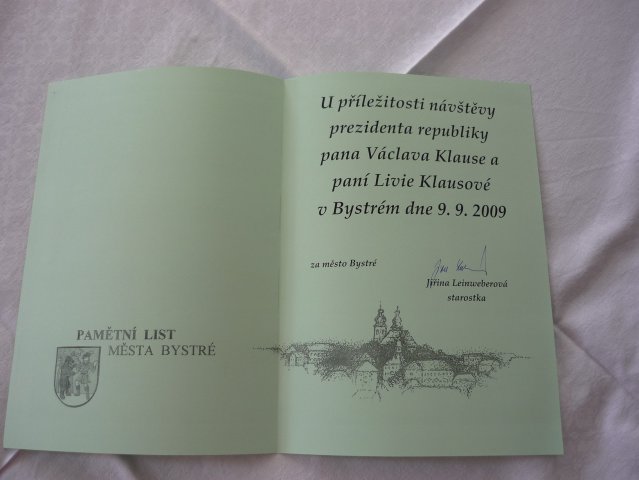 PAMĚTNÍ LIST
MĚSTA BYSTRÉ
U příležitosti návštěvy
prezidenta republiky
pana Václava Klause a
paní Livie Klausové
v Bystrém dne 9. 9. 2009
za město Bystré
Jiřina Leinweberová
starostka